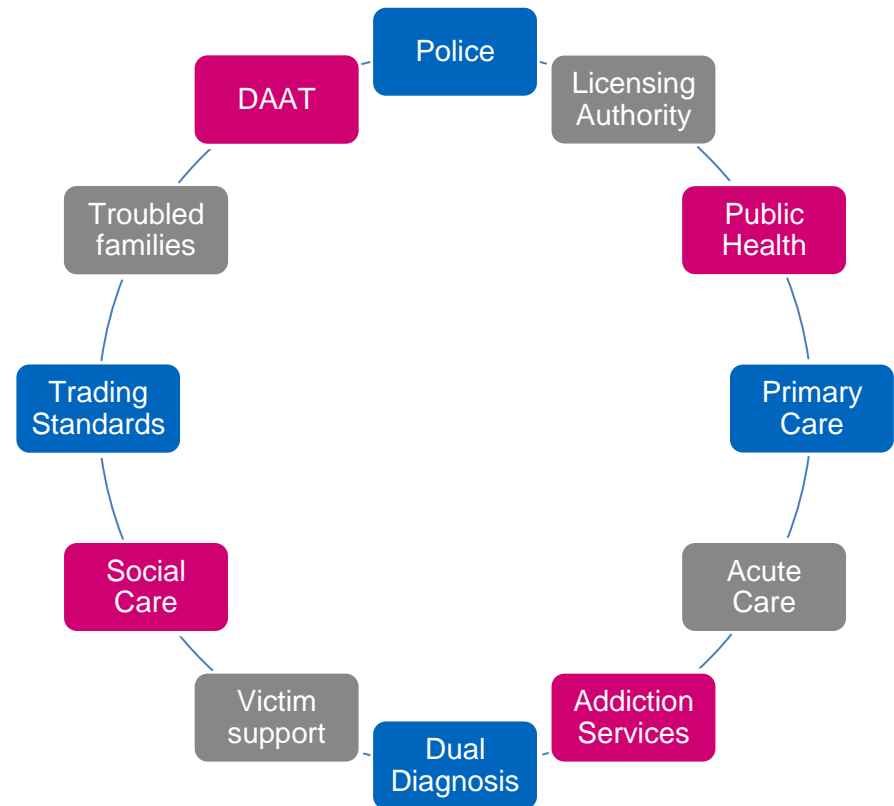 Police
Licensing
Authority
Public
Health
Primary
Care
Acute
Care
Addiction
Services
Dual
Diagnosis
Victim
support
Social
Care
Trading
Standards
Troubled
families
DAAT